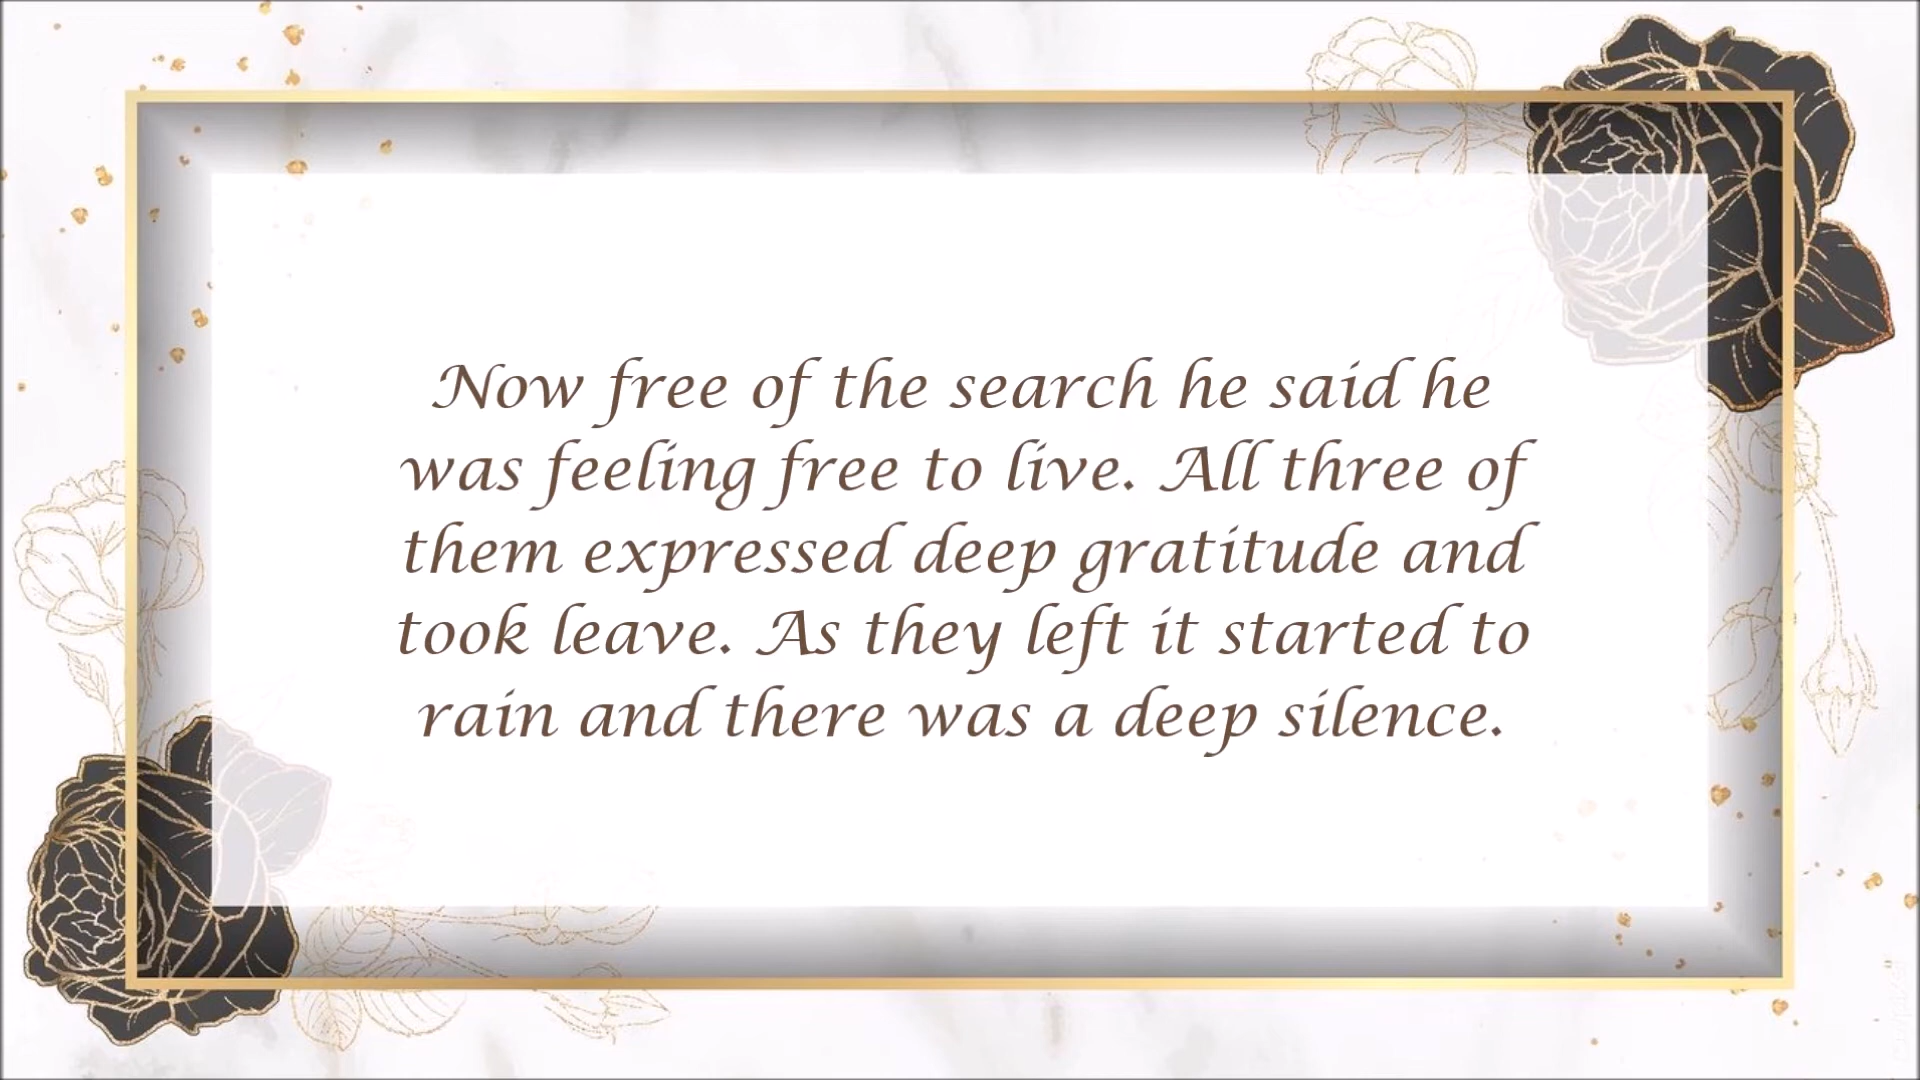 Now free of the search he said he
was feeling free to live. All three of
them expressed deep gratitude and
took leave. As they left it started to
rain and there was a deep silence.